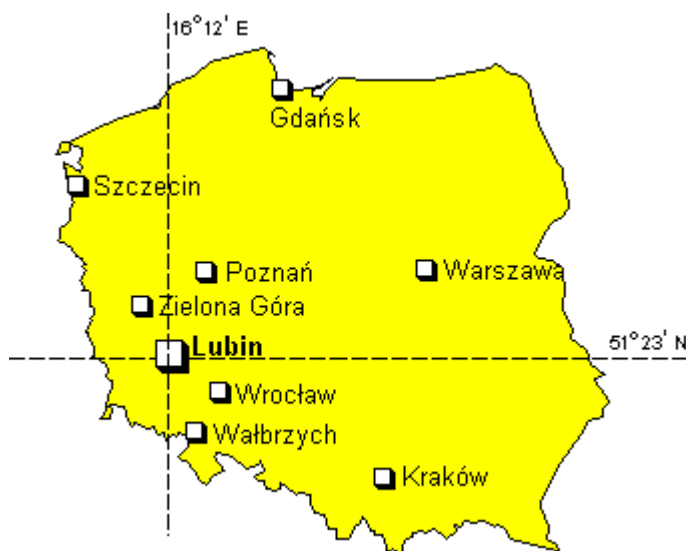 16°12' E
Gdańsk
Szczecin
Poznań
Warszawa
Zielona Góra
Lubin
51°23' N
Wrocław
Wałbrzych
Kraków